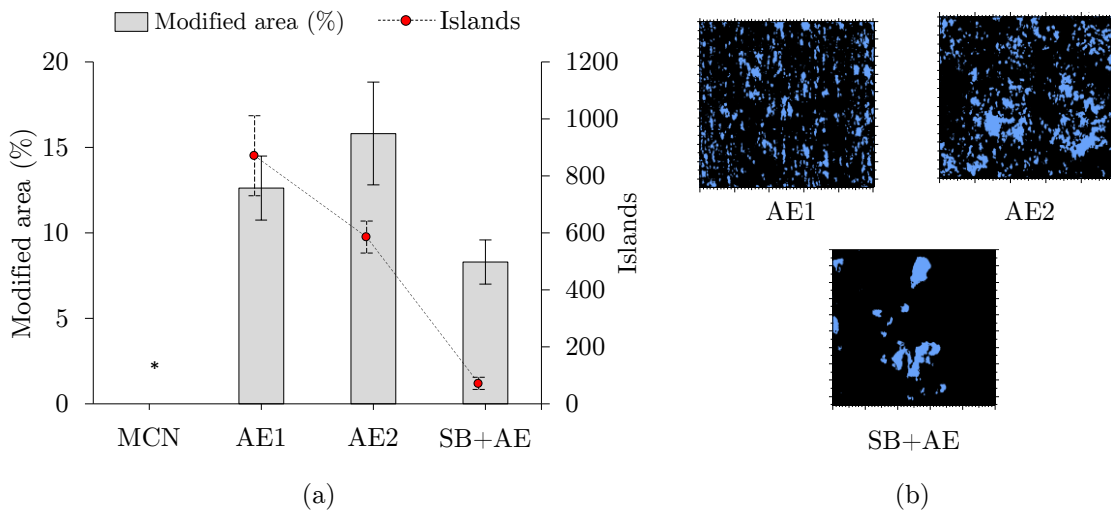 Modified area (%)
Islands
20
15
10
5
0
Modified area (%)
*
MCN
AE1
AE2
SB+AE
1200
1000
800
600
400
200
0
Islands
(a)
AE1
AE2
SB+AE
(b)